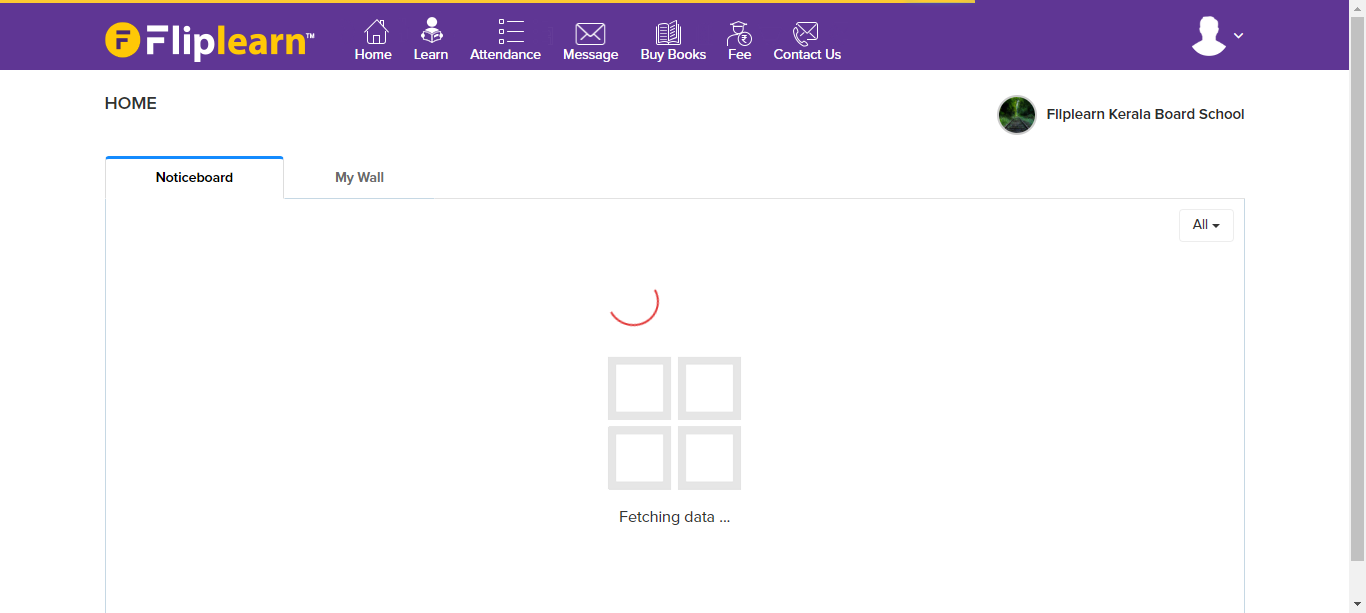 Fliplearn™
Home Learn Attendance Message Buy Books Fee Contact Us
HOME
Fliplearn Kerala Board School
Noticeboard My Wall
All
Fetching data ...